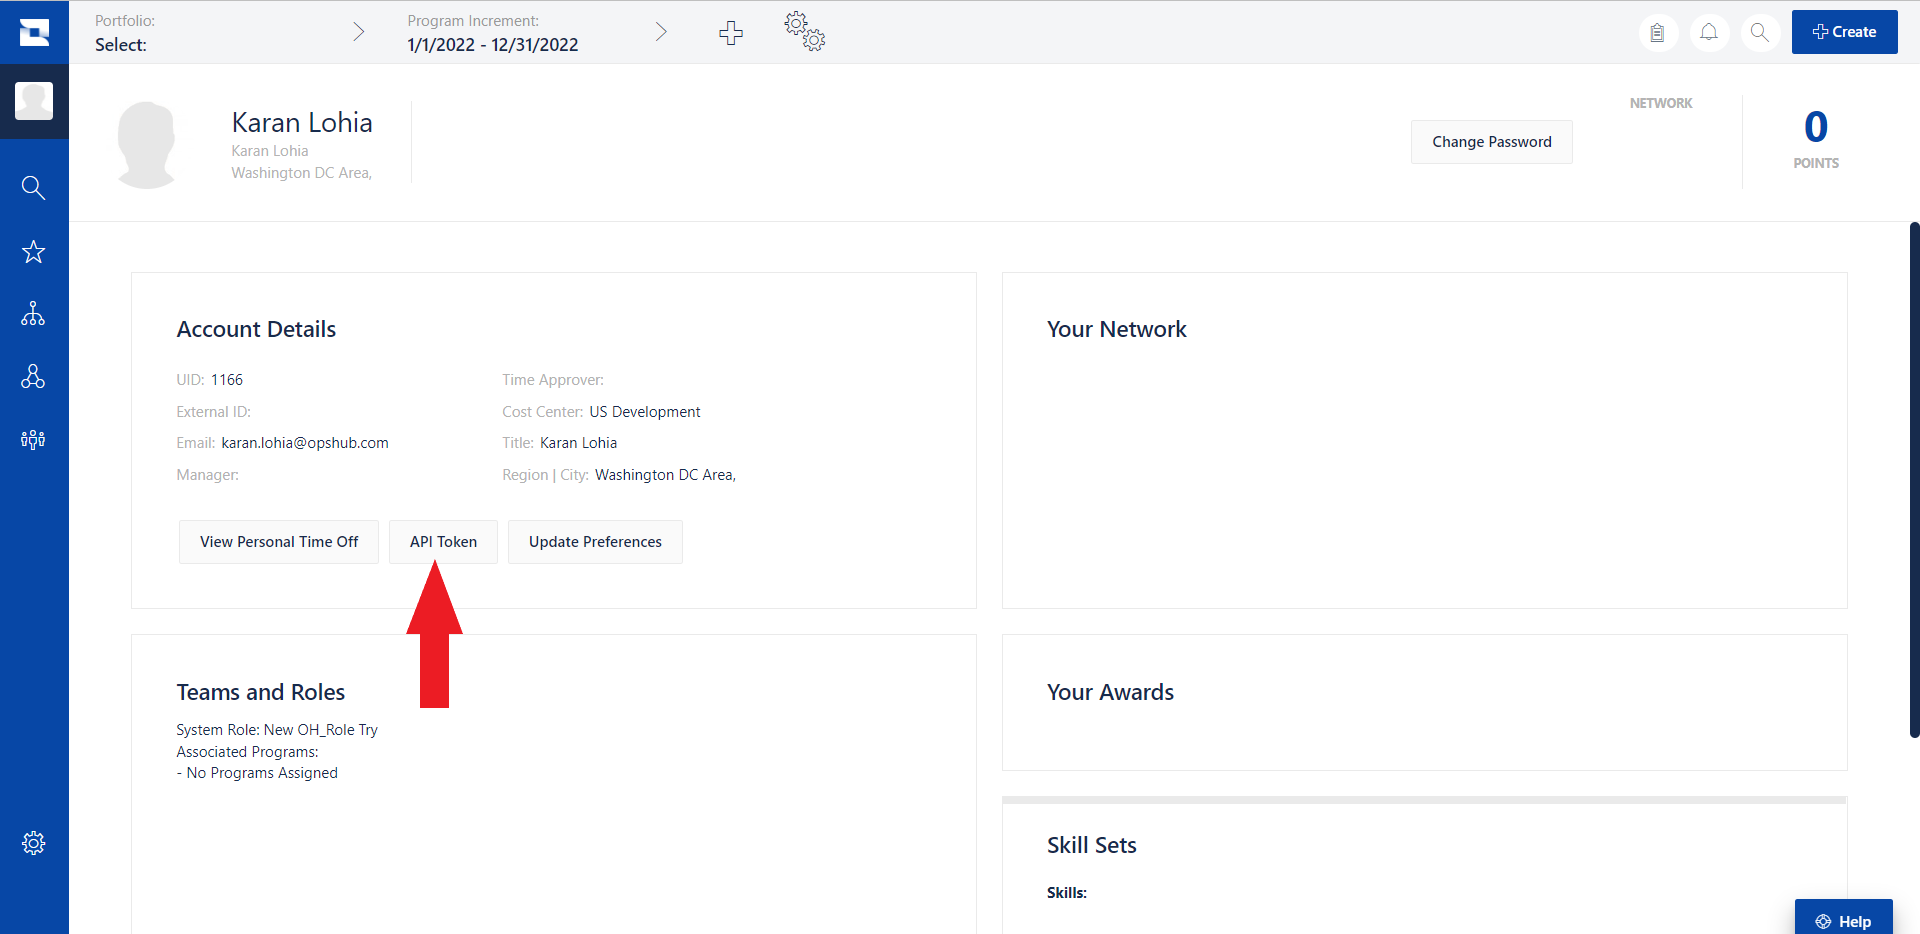 Portfolio:
Select:
Program Increment:
1/1/2022 - 12/31/2022
Create
Karan Lohia
Karan Lohia
Washington DC Area,
Change Password
NETWORK
0
POINTS
Account Details
UID: 1166
External ID:
Email: karan.lohia@opshub.com
Manager:
Time Approver:
Cost Center: US Development
Title: Karan Lohia
Region | City: Washington DC Area,
View Personal Time Off
API Token
Update Preferences
Your Network
Teams and Roles
System Role: New OH_Role Try
Associated Programs:
- No Programs Assigned
Your Awards
Skill Sets
Skills:
Help